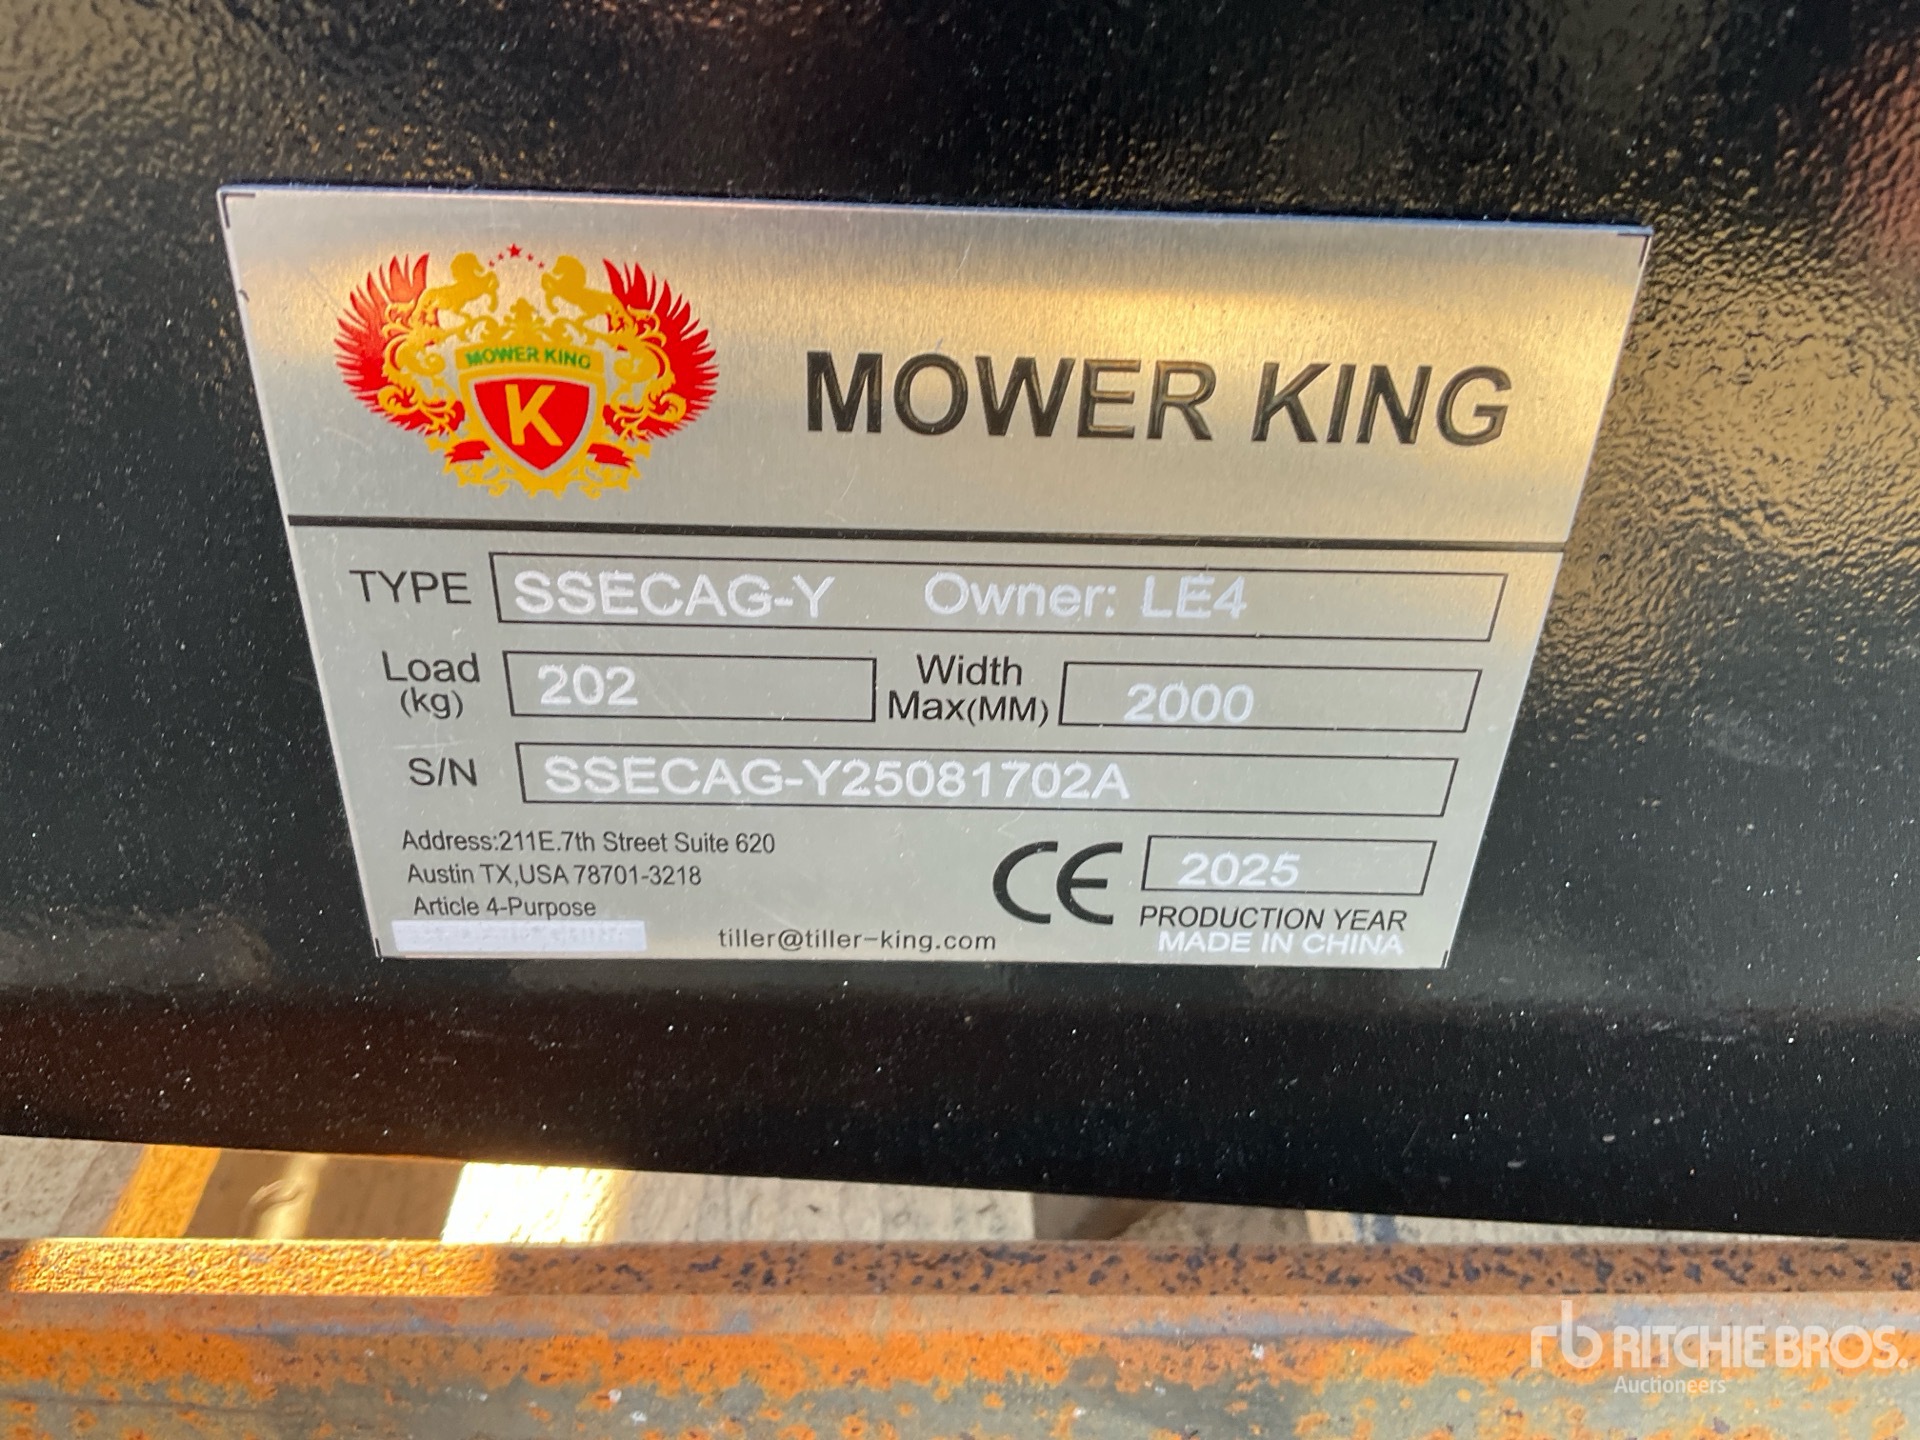 MOWER KING
K
MOWER KING
TYPE SSECAG-Y Owner: LE4
Load (kg) 202 Width Max(MM) 2000
S/N SSECAG-Y25081702A
Address:211E.7th Street Suite 620
Austin TX,USA 78701-3218
Article 4-Purpose
tiller@tiller-king.com
CE 2025
PRODUCTION YEAR
MADE IN CHINA
rb RITCHIE BROS.
Auctioneers